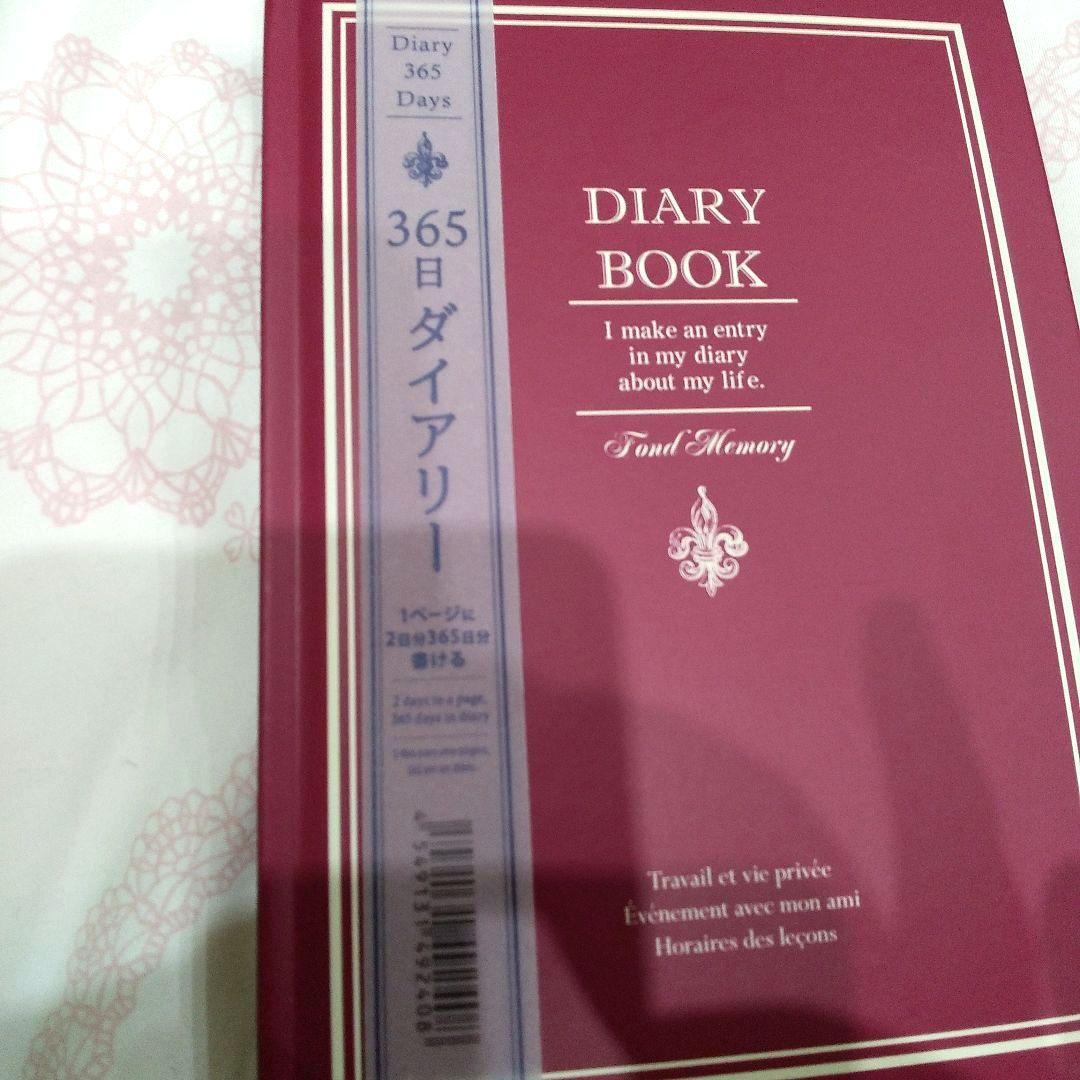 Diary
365
Days
365
日
ダイアリー
1ページに
2日分365日分
書ける
2 days in a page,
365 days in diary
4 549131 492408
DIARY
BOOK
I make an entry
in my diary
about my life.
Fond Memory
Travail et vie privée
Événement avec mon ami
Horaires des leçons